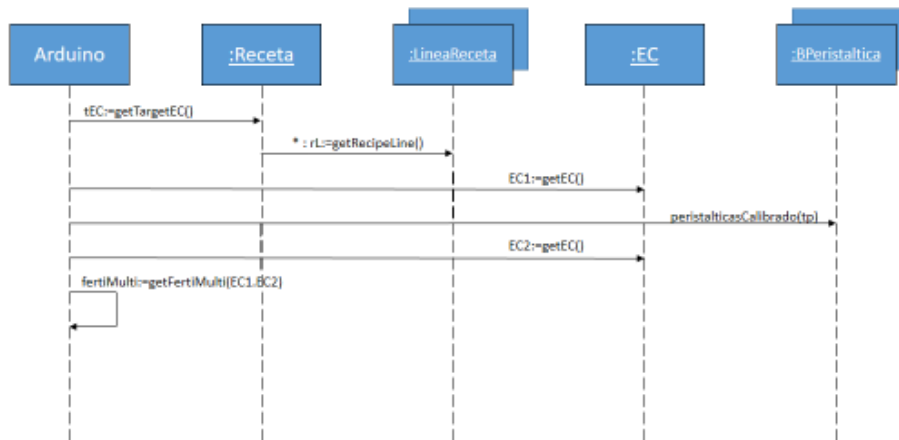 Arduino
:Receta
:LineaReceta
:EC
:BPeristaltica
tEC:=getTargetEC()
* : rL:=getRecipeLine()
EC1:=getEC()
peristalticasCalibrado(tp)
EC2:=getEC()
fertiMulti:=getFertiMulti(EC1.EC2)